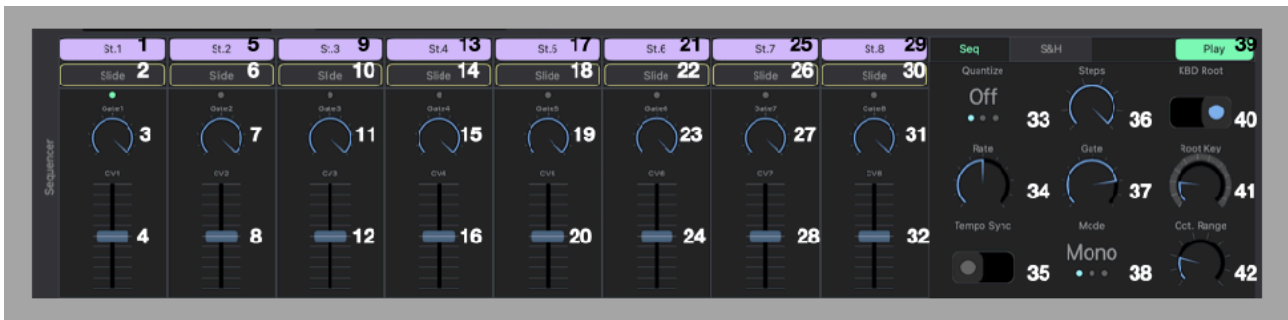 St.1 1 St.2 5 St.3 9 St.4 13 St.5 17 St.6 21 St.7 25 St.8 29 Seq S&H Play 39
Slide 2 Slide 6 Slide 10 Slide 14 Slide 18 Slide 22 Slide 26 Slide 30 Quantize Steps KBD Root
Off 33 36 40
Gate1 Gate2 Gate3 Gate4 Gate5 Gate6 Gate7 Gate8
3 7 11 15 19 23 27 31
Rate Gate Root Key
CV1 CV2 CV3 CV4 CV5 CV6 CV7 CV8
34 37 41
Sequencer
Tempo Sync Mode Oct. Range
4 8 12 16 20 24 28 32
Mono
35 38 42